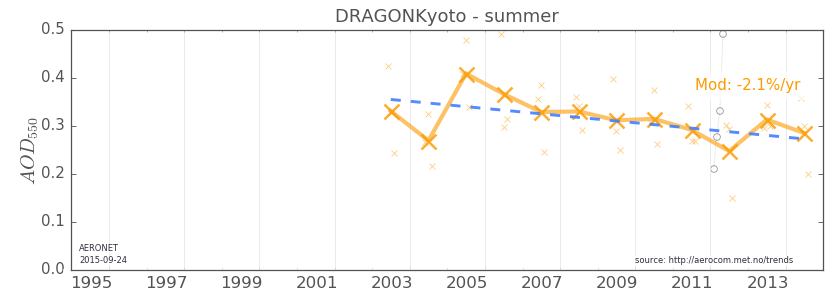 DRAGONKyoto - summer
0.5
0.4
0.3
0.2
0.1
0.0
AOD550
Mod: -2.1%/yr
AERONET
2015-09-24
source: http://aerocom.met.no/trends
1995 1997 1999 2001 2003 2005 2007 2009 2011 2013